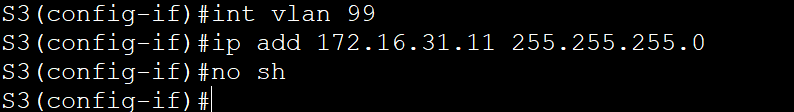 S3(config-if)#int vlan 99
S3(config-if)#ip add 172.16.31.11 255.255.255.0
S3(config-if)#no sh
S3(config-if)#